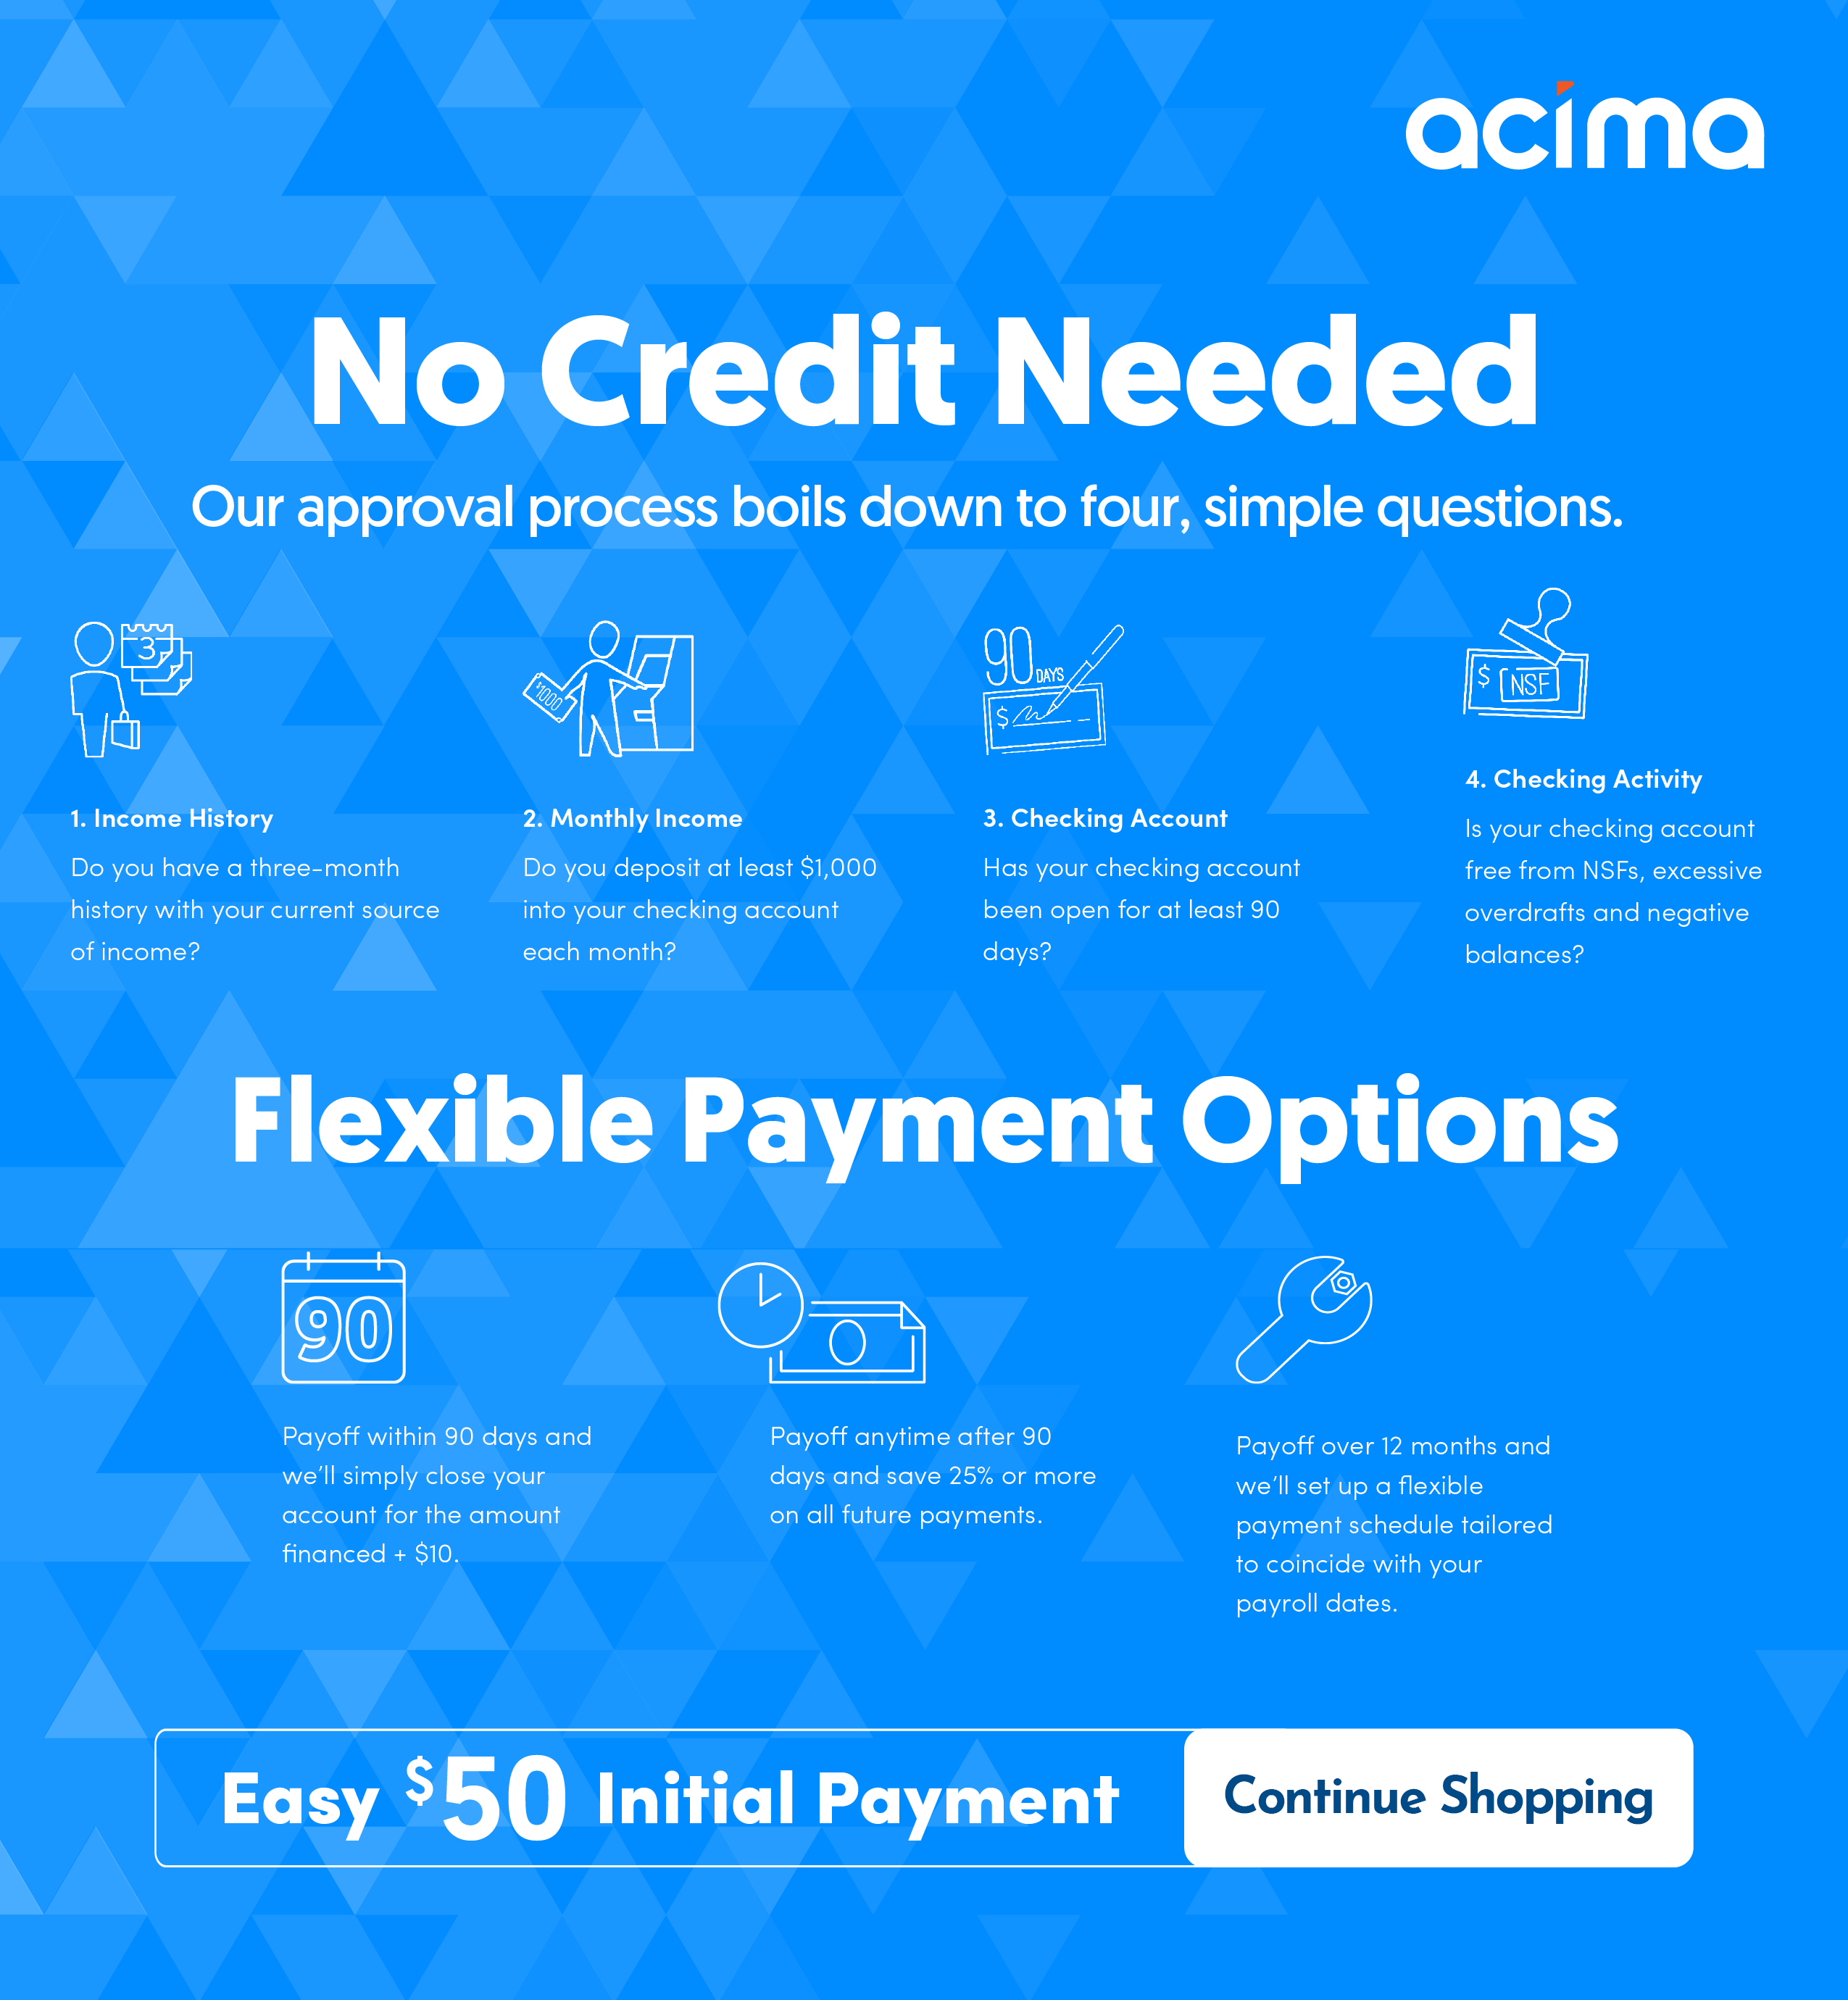 acima
No Credit Needed
Our approval process boils down to four, simple questions.
3
$1000
90 DAYS
$
$ NSF
1. Income History
Do you have a three-month
history with your current source
of income?
2. Monthly Income
Do you deposit at least $1,000
into your checking account
each month?
3. Checking Account
Has your checking account
been open for at least 90
days?
4. Checking Activity
Is your checking account
free from NSFs, excessive
overdrafts and negative
balances?
Flexible Payment Options
90
Payoff within 90 days and
we'll simply close your
account for the amount
financed + $10.
Payoff anytime after 90
days and save 25% or more
on all future payments.
Payoff over 12 months and
we'll set up a flexible
payment schedule tailored
to coincide with your
payroll dates.
Easy $50 Initial Payment
Continue Shopping